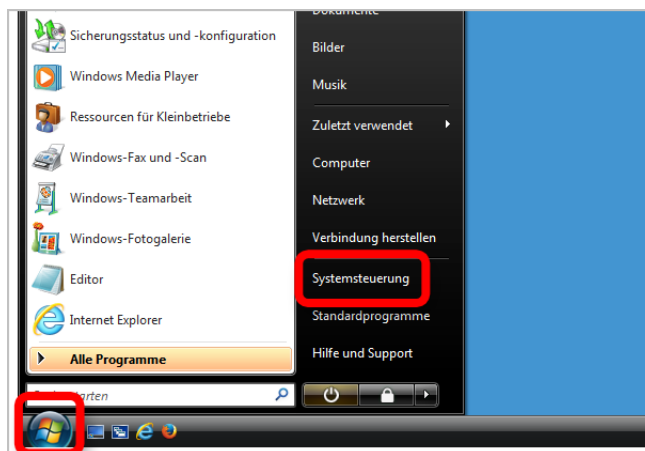 Sicherungsstatus und -konfiguration
Windows Media Player
Ressourcen für Kleinbetriebe
Windows-Fax und -Scan
Windows-Teamarbeit
Windows-Fotogalerie
Editor
Internet Explorer
Alle Programme
Dokumente
Bilder
Musik
Zuletzt verwendet
Computer
Netzwerk
Verbindung herstellen
Systemsteuerung
Standardprogramme
Hilfe und Support